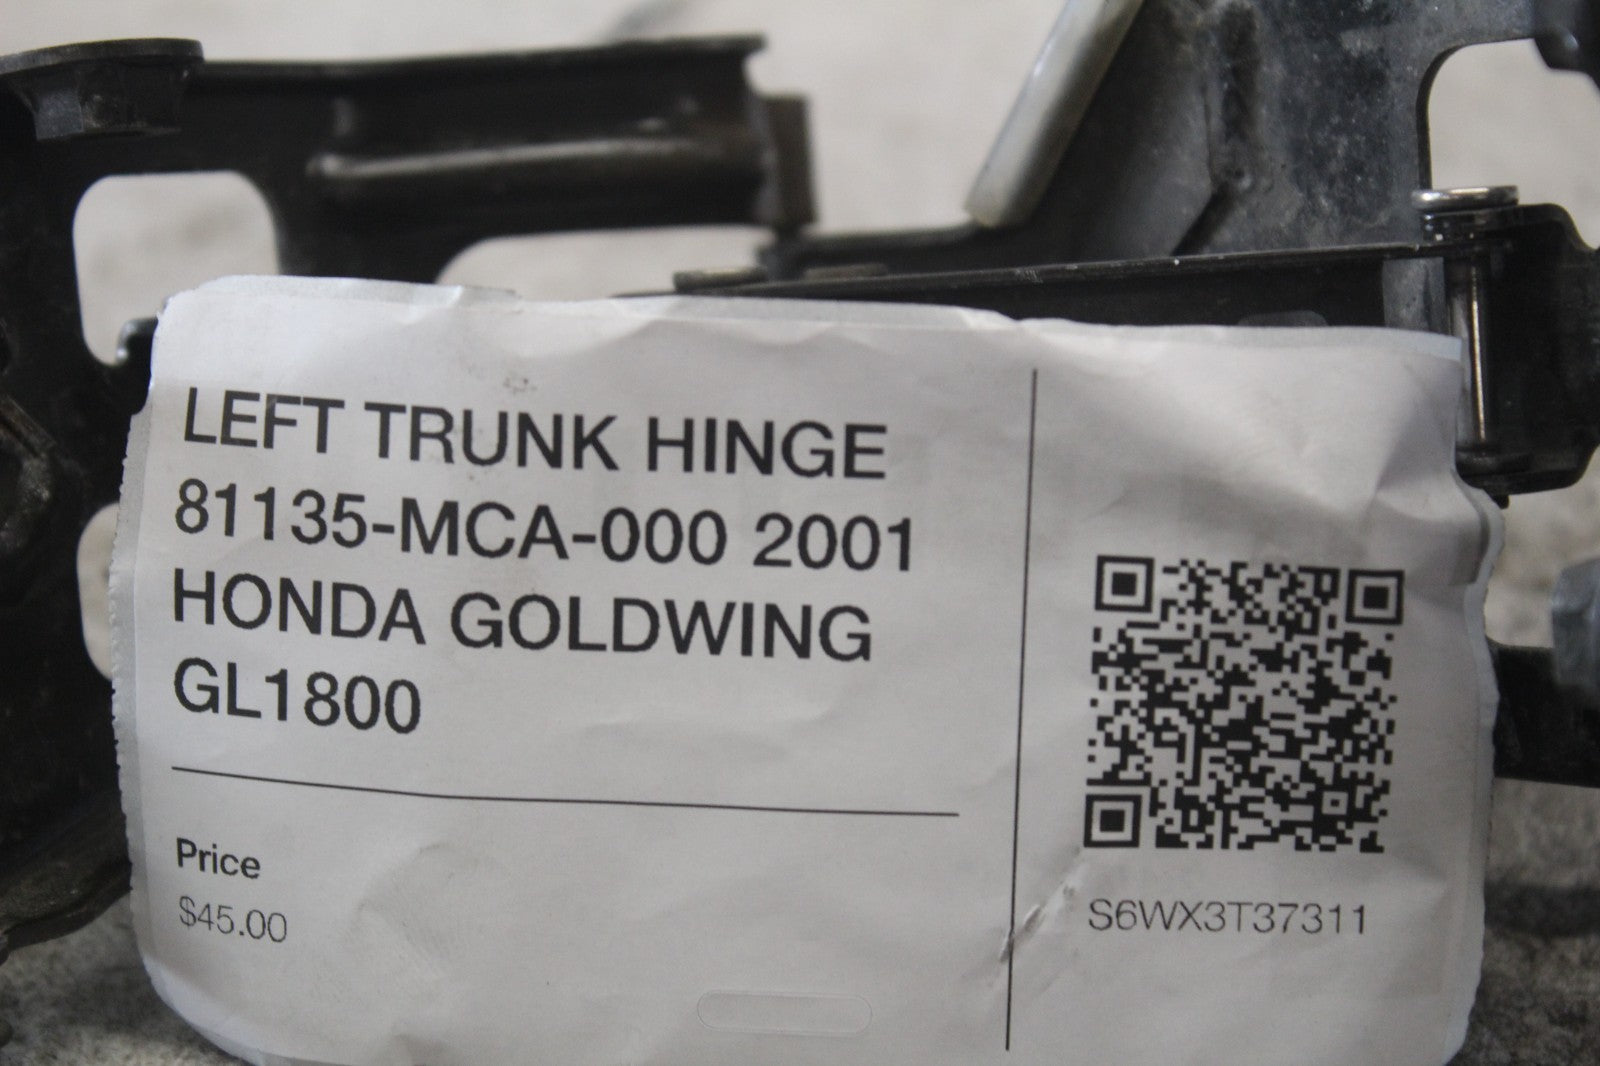 LEFT TRUNK HINGE
81135-MCA-000 2001
HONDA GOLDWING
GL1800
Price
$45.00
S6WX3T37311